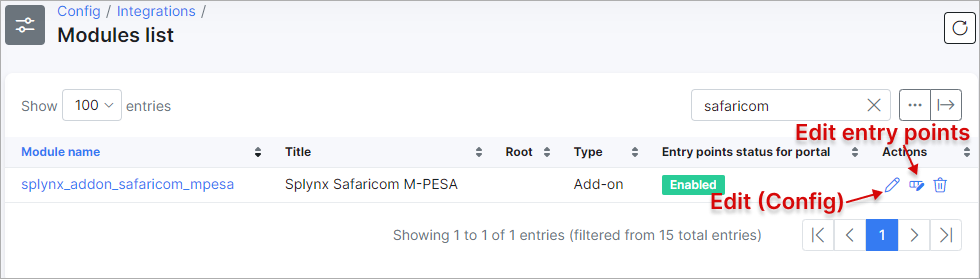 Config / Integrations /
Modules list
Show 100 entries
safaricom
Edit entry points
Module name Title Root Type Entry points status for portal Actions
splynx_addon_safaricom_mpesa Splynx Safaricom M-PESA Add-on Enabled
Edit (Config)
Showing 1 to 1 of 1 entries (filtered from 15 total entries) 1